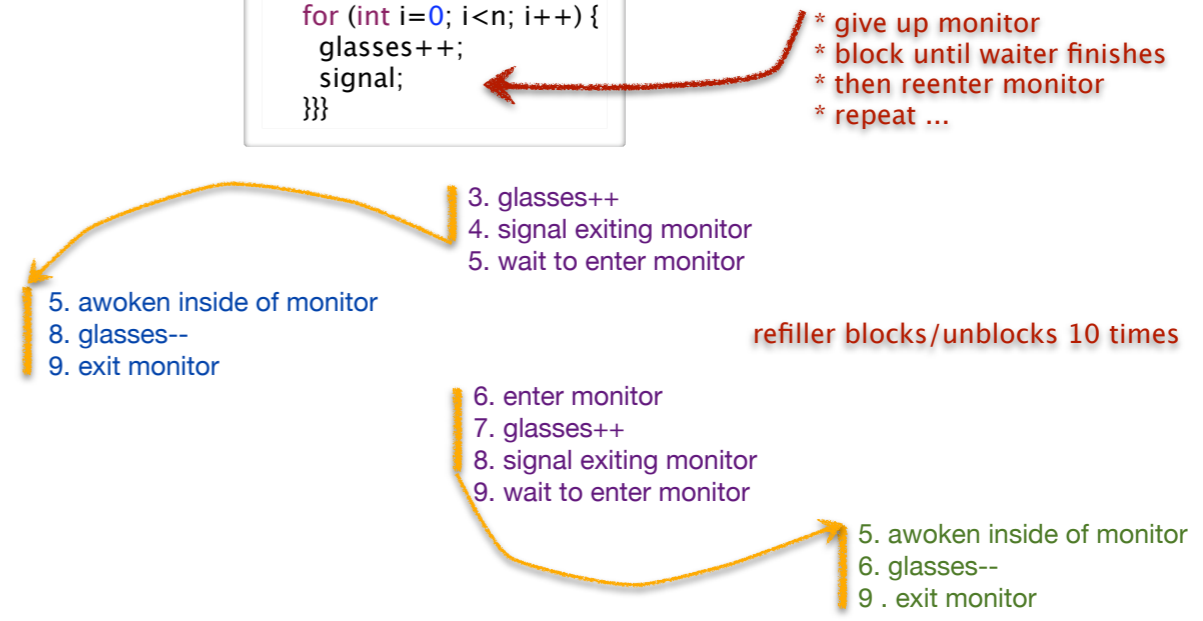 for (int i=0; i<n; i++) {
glasses++;
signal;
}}}
* give up monitor
* block until waiter finishes
* then reenter monitor
* repeat ...
3. glasses++
4. signal exiting monitor
5. wait to enter monitor
5. awoken inside of monitor
8. glasses--
9. exit monitor
refiller blocks/unblocks 10 times
6. enter monitor
7. glasses++
8. signal exiting monitor
9. wait to enter monitor
5. awoken inside of monitor
6. glasses--
9 . exit monitor